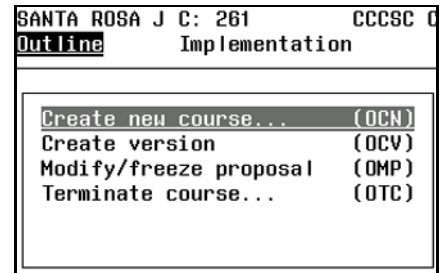 SANTA ROSA J C: 261 CCCSC
Outline Implementation
Create new course... (OCN)
Create version (OCV)
Modify/freeze proposal (OMP)
Terminate course... (OTC)